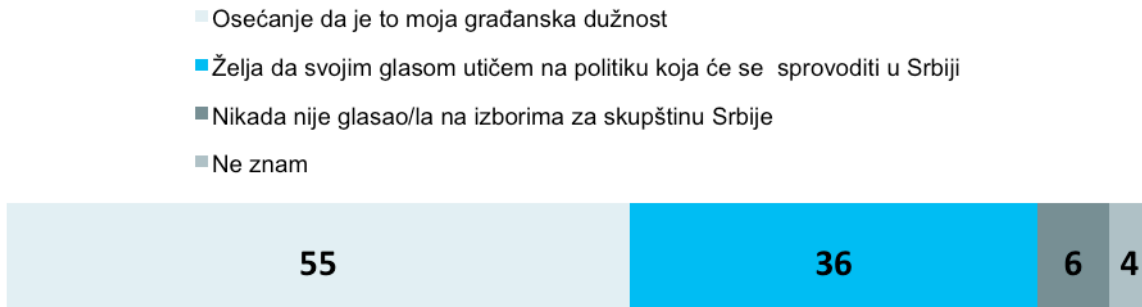 Osećanje da je to moja građanska dužnost
Želja da svojim glasom utičem na politiku koja će se  sprovoditi u Srbiji
Nikada nije glasao/la na izborima za skupštinu Srbije
Ne znam
55 36 6 4